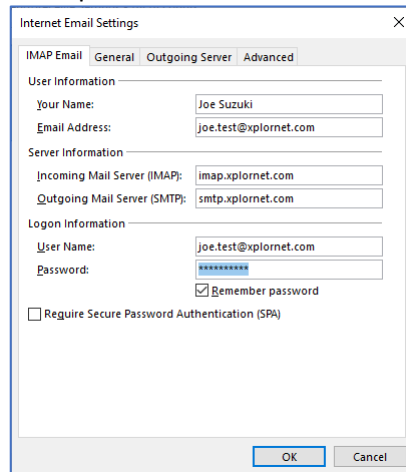 Internet Email Settings
IMAP Email General Outgoing Server Advanced
User Information
Your Name: Joe Suzuki
Email Address: joe.test@xplornet.com
Server Information
Incoming Mail Server (IMAP): imap.xplornet.com
Outgoing Mail Server (SMTP): smtp.xplornet.com
Logon Information
User Name: joe.test@xplornet.com
Password: **********
Remember password
Require Secure Password Authentication (SPA)
OK Cancel